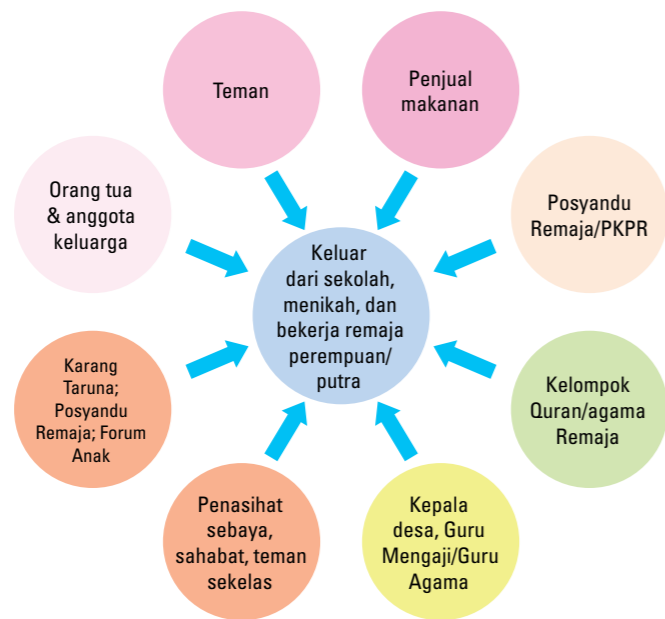 Teman
Penjual
makanan
Orang tua
& anggota
keluarga
Posyandu
Remaja/PKPR
Keluar
dari sekolah,
menikah, dan
bekerja remaja
perempuan/
putra
Karang
Taruna;
Posyandu
Remaja; Forum
Anak
Kelompok
Quran/agama
Remaja
Penasihat
sebaya,
sahabat, teman
sekelas
Kepala
desa, Guru
Mengaji/Guru
Agama